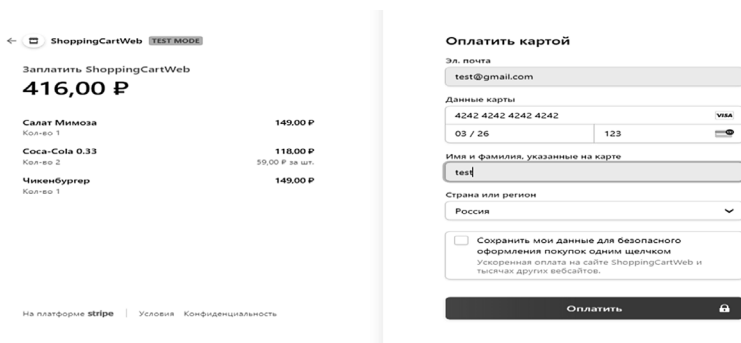 ShoppingCartWeb TEST MODE
Заплатить ShoppingCartWeb
416,00 ₽
Салат Мимоза 149,00 ₽
Кол-во 1
Coca-Cola 0.33 118,00 ₽
Кол-во 2 59,00 ₽ за шт.
Чикенбургер 149,00 ₽
Кол-во 1
На платформе stripe Условия Конфиденциальность
Оплатить картой
Эл. почта
test@gmail.com
Данные карты
4242 4242 4242 4242 VISA
03 / 26 123
Имя и фамилия, указанные на карте
test
Страна или регион
Россия
Сохранить мои данные для безопасного
оформления покупок одним щелчком
Ускоренная оплата на сайте ShoppingCartWeb и
тысячах других вебсайтов.
Оплатить